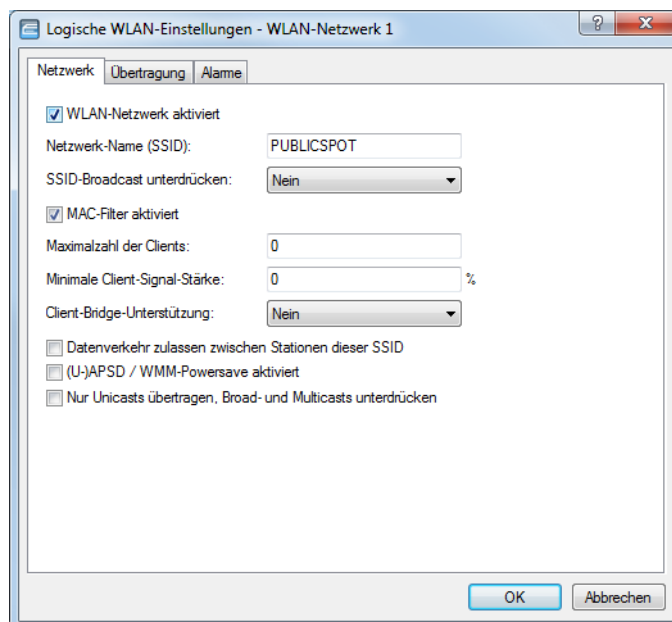 Logische WLAN-Einstellungen - WLAN-Netzwerk 1
? X
Netzwerk Übertragung Alarme
WLAN-Netzwerk aktiviert
Netzwerk-Name (SSID): PUBLICSPOT
SSID-Broadcast unterdrücken: Nein
MAC-Filter aktiviert
Maximalzahl der Clients: 0
Minimale Client-Signal-Stärke: 0 %
Client-Bridge-Unterstützung: Nein
Datenverkehr zulassen zwischen Stationen dieser SSID
(U-)APSD / WMM-Powersave aktiviert
Nur Unicasts übertragen, Broad- und Multicasts unterdrücken
OK Abbrechen